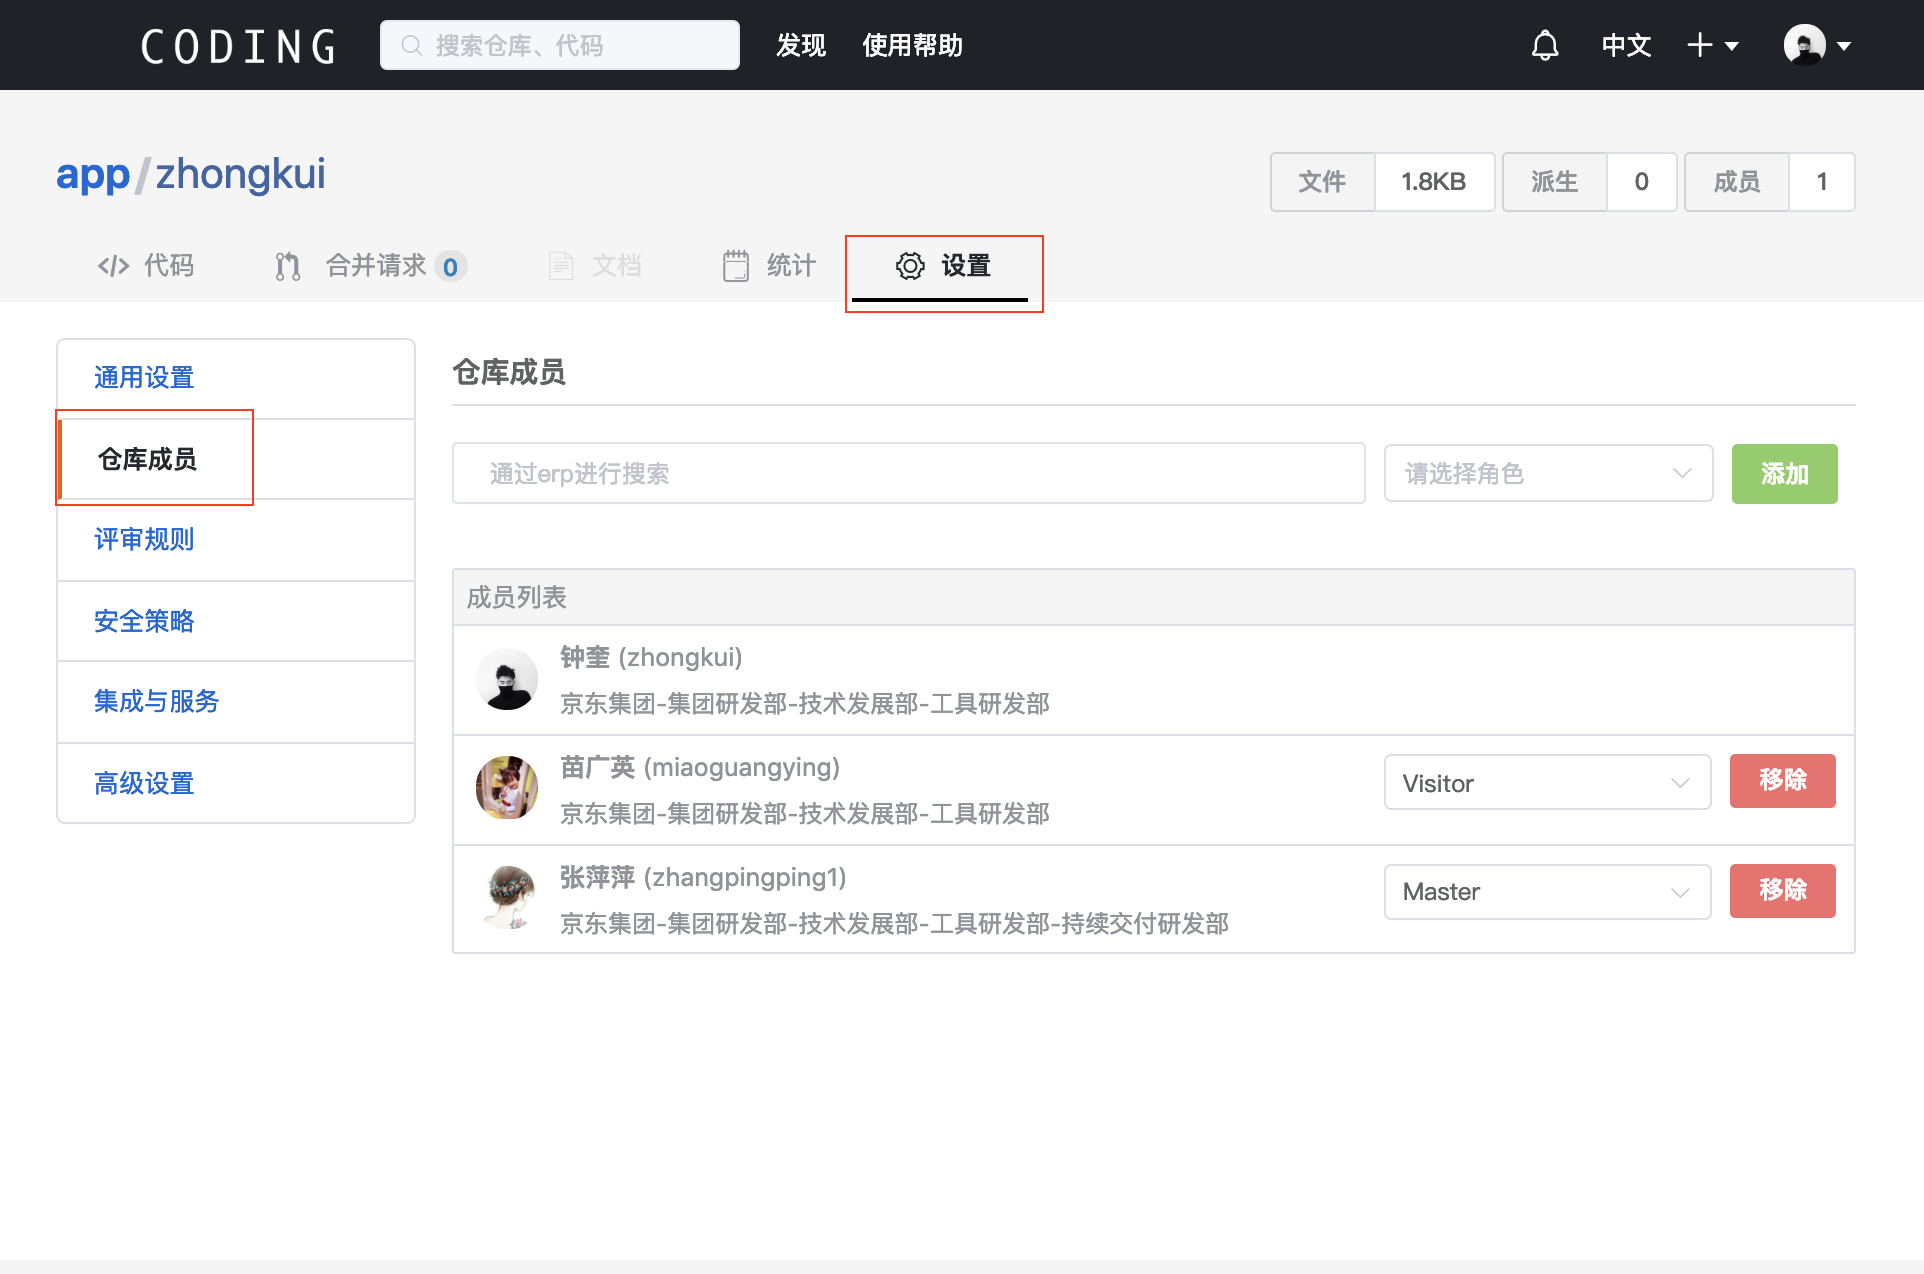 CODING 搜索仓库、代码 发现 使用帮助 中文
app/zhongkui 文件 1.8KB 派生 0 成员 1
代码 合并请求 0 文档 统计 设置
通用设置
仓库成员
评审规则
安全策略
集成与服务
高级设置
仓库成员
通过erp进行搜索 请选择角色 添加
成员列表
钟奎 (zhongkui)
京东集团-集团研发部-技术发展部-工具研发部
苗广英 (miaoguangying) Visitor 移除
京东集团-集团研发部-技术发展部-工具研发部
张萍萍 (zhangpingping1) Master 移除
京东集团-集团研发部-技术发展部-工具研发部-持续交付研发部